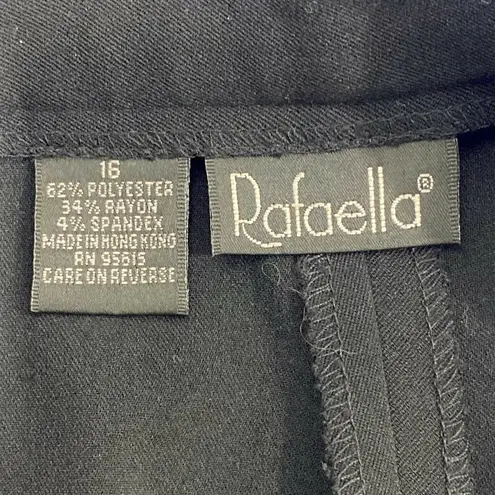 16
62% POLYESTER
34% RAYON
4% SPANDEX
MADE IN HONG KONG
RN 95615
CARE ON REVERSE
Rafaella®